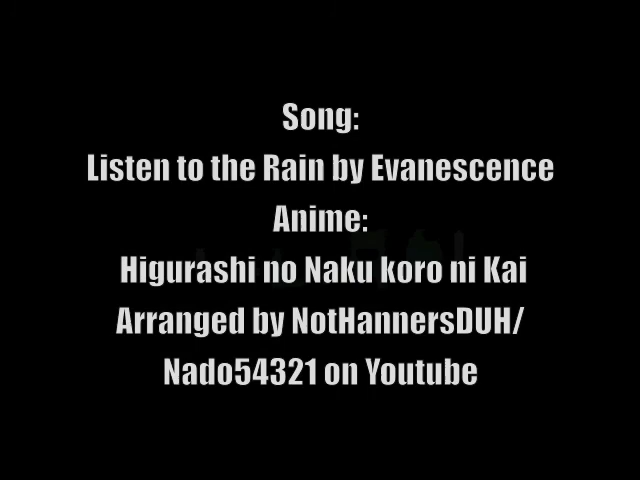 Song:
Listen to the Rain by Evanescence
Anime:
Higurashi no Naku koro ni Kai
Arranged by NotHannersDUH/
Nado54321 on Youtube